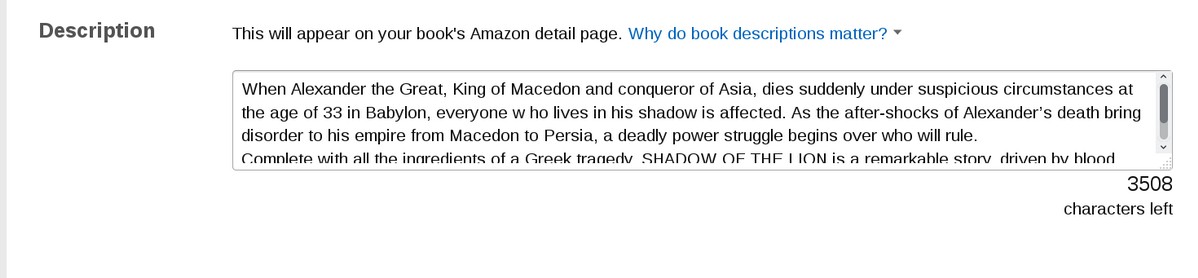 Description
This will appear on your book's Amazon detail page. Why do book descriptions matter?
When Alexander the Great, King of Macedon and conqueror of Asia, dies suddenly under suspicious circumstances at
the age of 33 in Babylon, everyone w ho lives in his shadow is affected. As the after-shocks of Alexander’s death bring
disorder to his empire from Macedon to Persia, a deadly power struggle begins over who will rule.
Complete with all the ingredients of a Greek tragedy, SHADOW OF THE LION is a remarkable story, driven by blood
3508
characters left